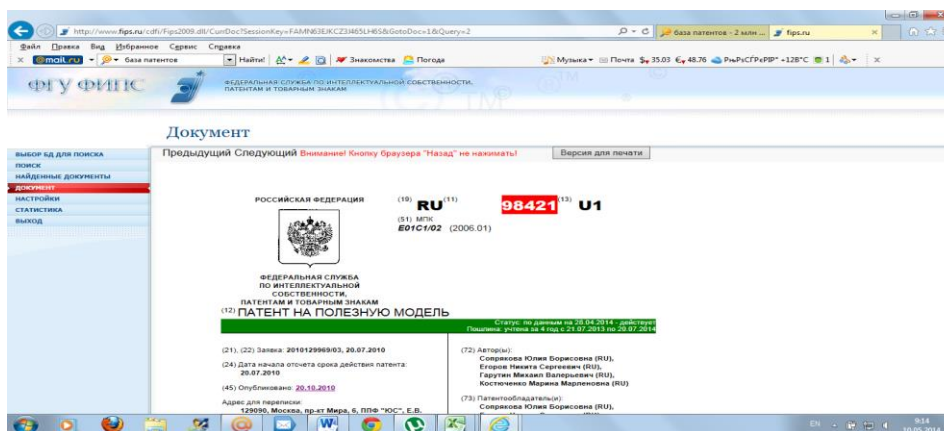 http://www.fips.ru/cdfi/Fips2009.dll/CurrDoc?SessionKey=FAMN63EIKCZ3J465LH6S&GotoDoc=1&Query=2
база патентов - 2 млн ...
fips.ru
Файл Правка Вид Избранное Сервис Справка
@mail.ru база патентов Найти! Знакомства Погода Музыка Почта 35.03 48.76
ФГУ ФИПС
ФЕДЕРАЛЬНАЯ СЛУЖБА ПО ИНТЕЛЛЕКТУАЛЬНОЙ СОБСТВЕННОСТИ,
ПАТЕНТАМ И ТОВАРНЫМ ЗНАКАМ
Документ
Предыдущий Следующий Внимание! Кнопку браузера "Назад" не нажимать! Версия для печати
ВЫБОР БД ДЛЯ ПОИСКА
ПОИСК
НАЙДЕННЫЕ ДОКУМЕНТЫ
ДОКУМЕНТ
НАСТРОЙКИ
СТАТИСТИКА
ВЫХОД
РОССИЙСКАЯ ФЕДЕРАЦИЯ
(19) RU (11) 98421 (13) U1
(51) МПК
E01C1/02 (2006.01)
ФЕДЕРАЛЬНАЯ СЛУЖБА
ПО ИНТЕЛЛЕКТУАЛЬНОЙ
СОБСТВЕННОСТИ,
ПАТЕНТАМ И ТОВАРНЫМ ЗНАКАМ
(12) ПАТЕНТ НА ПОЛЕЗНУЮ МОДЕЛЬ
Статус: по данным на 28.04.2014 - действует
Пошлина: учтена за 4 год с 21.07.2013 по 20.07.2014
(21), (22) Заявка: 2010129969/03, 20.07.2010
(24) Дата начала отсчета срока действия патента:
20.07.2010
(45) Опубликовано: 20.10.2010
Адрес для переписки:
129090, Москва, пр-кт Мира, 6, ППФ "ЮС", Е.В.
(72) Автор(ы):
Сопрякова Юлия Борисовна (RU),
Егоров Никита Сергеевич (RU),
Гарутин Михаил Валерьевич (RU),
Костюченко Марина Марленовна (RU)
(73) Патентообладатель(и):
Сопрякова Юлия Борисовна (RU),
EN
9:14
10.05.2014